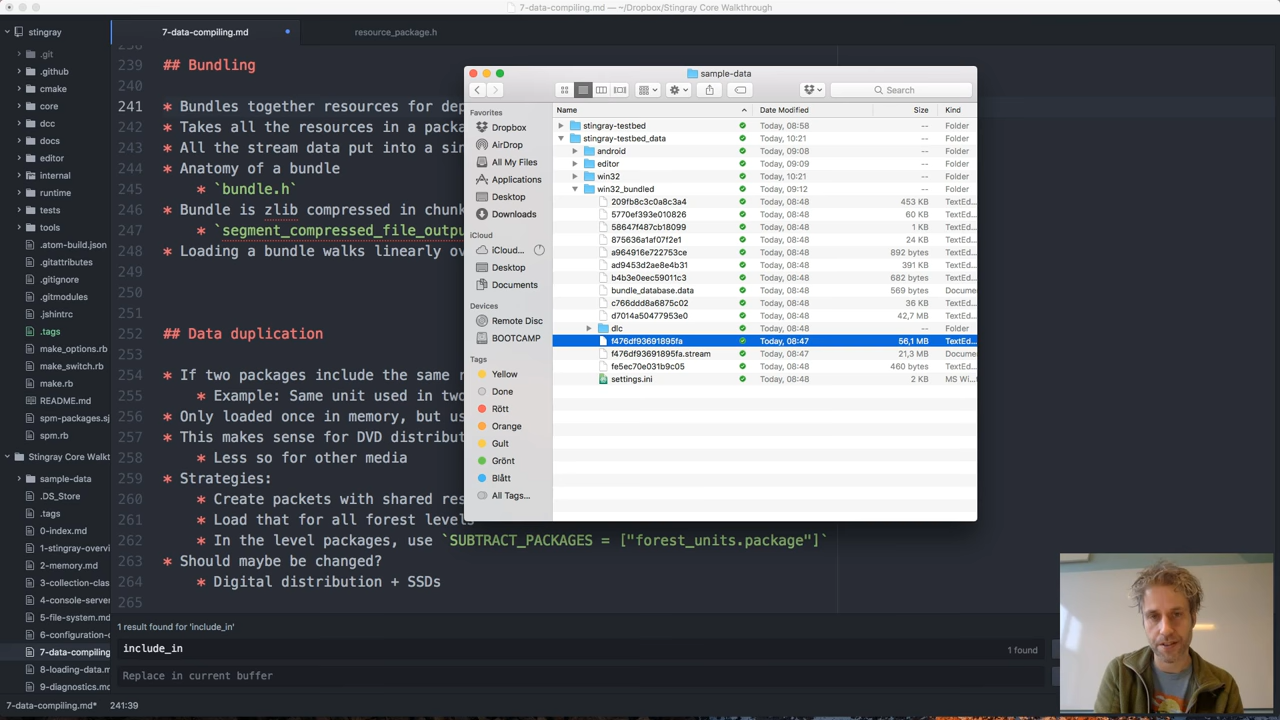 7-data-compiling.md — ~/Dropbox/Stingray Core Walkthrough
stingray
.git
.github
cmake
core
dcc
docs
editor
internal
runtime
tests
tools
.atom-build.json
.gitattributes
.gitignore
.gitmodules
.jshintrc
.tags
make_options.rb
make_switch.rb
make.rb
README.md
spm-packages.sj
spm.rb
Stingray Core Walkt
sample-data
.DS_Store
.tags
0-index.md
1-stingray-overvi
2-memory.md
3-collection-clas
4-console-server
5-file-system.md
6-configuration-d
7-data-compiling
8-loading-data.m
9-diagnostics.md
7-data-compiling.md
resource_package.h
238
239 ## Bundling
240
241 * Bundles together resources for dep
242 * Takes all the resources in a packa
243 * All the stream data put into a sin
244 * Anatomy of a bundle
245 * `bundle.h`
246 * Bundle is zlib compressed in chunk
247 * `segment_compressed_file_outpu
248 * Loading a bundle walks linearly ov
249
250
251
252 ## Data duplication
253
254 * If two packages include the same r
255 * Example: Same unit used in two
256 * Only loaded once in memory, but us
257 * This makes sense for DVD distribut
258 * Less so for other media
259 * Strategies:
260 * Create packets with shared res
261 * Load that for all forest levels
262 * In the level packages, use `SUBTRACT_PACKAGES = ["forest_units.package"]`
263 * Should maybe be changed?
264 * Digital distribution + SSDs
265
sample-data
Search
Favorites
Dropbox
AirDrop
All My Files
Applications
Desktop
Downloads
iCloud
iCloud...
Desktop
Documents
Devices
Remote Disc
BOOTCAMP
Tags
Yellow
Done
Rött
Orange
Gult
Grönt
Blått
All Tags...
Name Date Modified Size Kind
stingray-testbed Today, 08:58 -- Folder
stingray-testbed_data Today, 10:21 -- Folder
android Today, 09:08 -- Folder
editor Today, 09:09 -- Folder
win32 Today, 10:21 -- Folder
win32_bundled Today, 09:12 -- Folder
209fb8c3c0a8c3a4 Today, 08:48 453 KB TextEd...
5770ef393e010826 Today, 08:48 60 KB TextEd...
58647f487cb18099 Today, 08:48 1 KB TextEd...
875636a1af07f2e1 Today, 08:48 24 KB TextEd...
a964916e722753ce Today, 08:48 892 bytes TextEd...
ad9453d2ae8e4b31 Today, 08:48 391 KB TextEd...
b4b3e0eec59011c3 Today, 08:48 682 bytes TextEd...
bundle_database.data Today, 08:48 569 bytes Docume
c766ddd8a6875c02 Today, 08:48 36 KB TextEd...
d7014a50477953e0 Today, 08:48 42,7 MB TextEd...
dlc Today, 08:48 -- Folder
f476df93691895fa Today, 08:47 56,1 MB TextEd...
f476df93691895fa.stream Today, 08:47 21,3 MB Docume
fe5ec70e031b9c05 Today, 08:48 460 bytes TextEd...
settings.ini Today, 08:48 2 KB MS Wi...
1 result found for 'include_in'
include_in 1 found
Replace in current buffer
7-data-compiling.md* 241:39